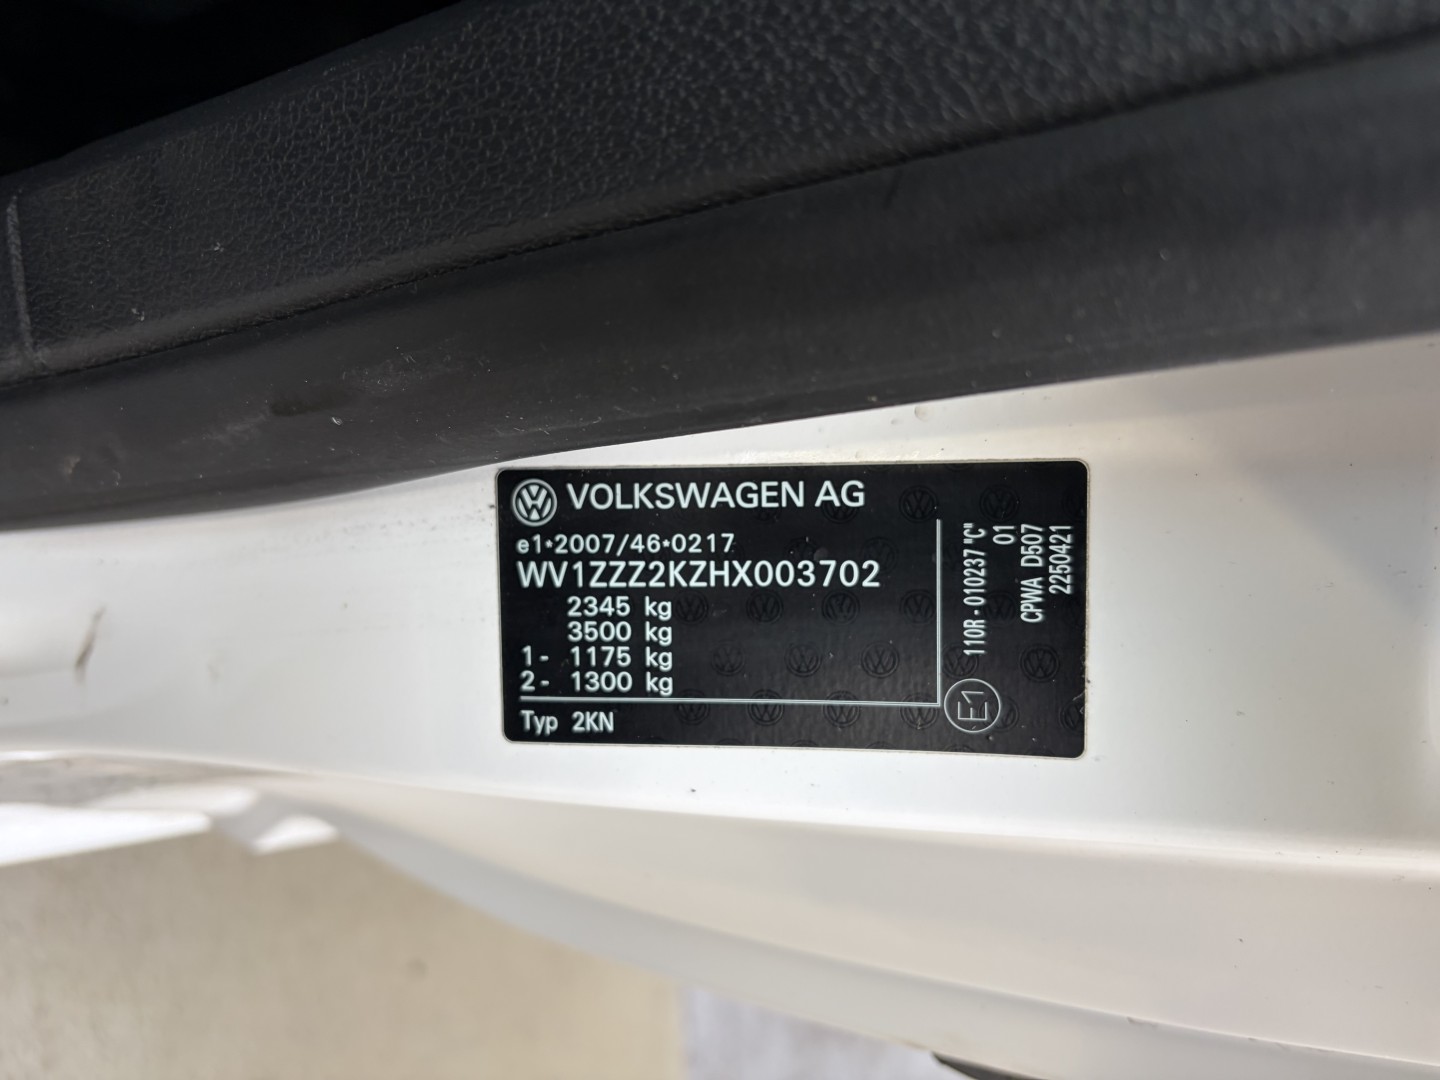 VOLKSWAGEN AG
e1*2007/46*0217
WV1ZZZ2KZHX003702
2345 kg
3500 kg
1- 1175 kg
2- 1300 kg
Typ 2KN
110R-010237 "C"
01
CPWA D507
2250421
E1